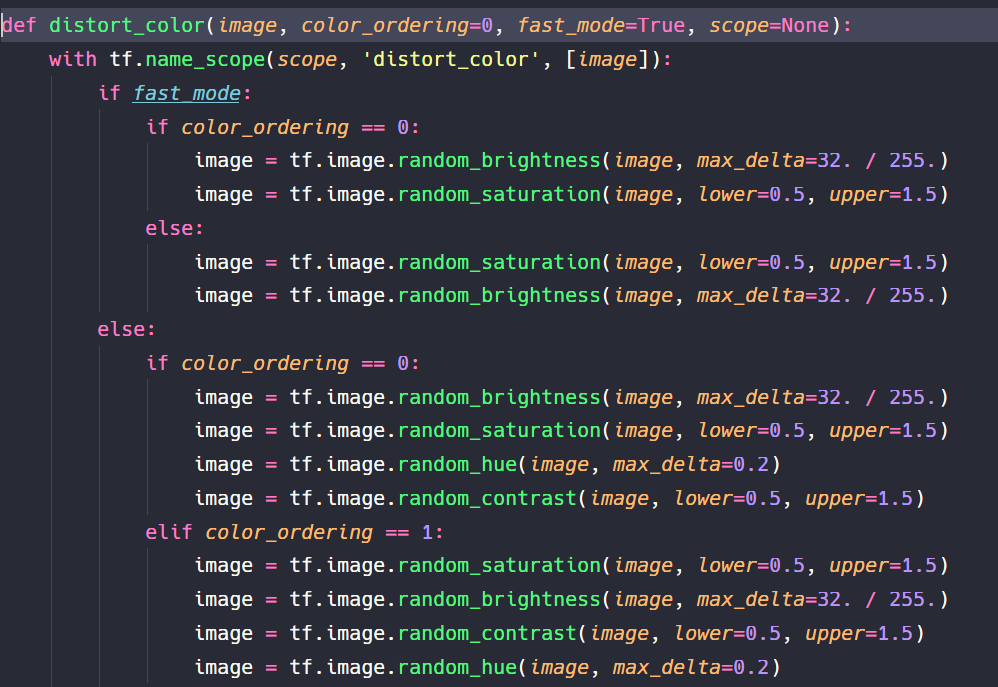 def distort_color(image, color_ordering=0, fast_mode=True, scope=None):
    with tf.name_scope(scope, 'distort_color', [image]):
        if fast_mode:
            if color_ordering == 0:
                image = tf.image.random_brightness(image, max_delta=32. / 255.)
                image = tf.image.random_saturation(image, lower=0.5, upper=1.5)
            else:
                image = tf.image.random_saturation(image, lower=0.5, upper=1.5)
                image = tf.image.random_brightness(image, max_delta=32. / 255.)
        else:
            if color_ordering == 0:
                image = tf.image.random_brightness(image, max_delta=32. / 255.)
                image = tf.image.random_saturation(image, lower=0.5, upper=1.5)
                image = tf.image.random_hue(image, max_delta=0.2)
                image = tf.image.random_contrast(image, lower=0.5, upper=1.5)
            elif color_ordering == 1:
                image = tf.image.random_saturation(image, lower=0.5, upper=1.5)
                image = tf.image.random_brightness(image, max_delta=32. / 255.)
                image = tf.image.random_contrast(image, lower=0.5, upper=1.5)
                image = tf.image.random_hue(image, max_delta=0.2)